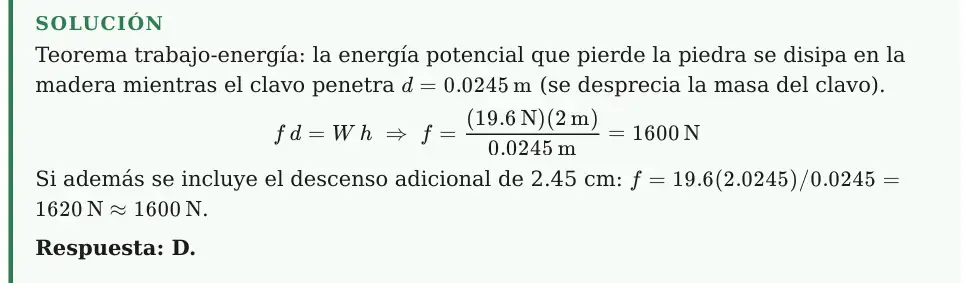 SOLUCIÓN
Teorema trabajo-energía: la energía potencial que pierde la piedra se disipa en la
madera mientras el clavo penetra d = 0.0245 m (se desprecia la masa del clavo).
f d = W h ⇒ f = (19.6 N)(2 m) / 0.0245 m = 1600 N
Si además se incluye el descenso adicional de 2.45 cm: f = 19.6(2.0245)/0.0245 =
1620 N ≈ 1600 N.
Respuesta: D.